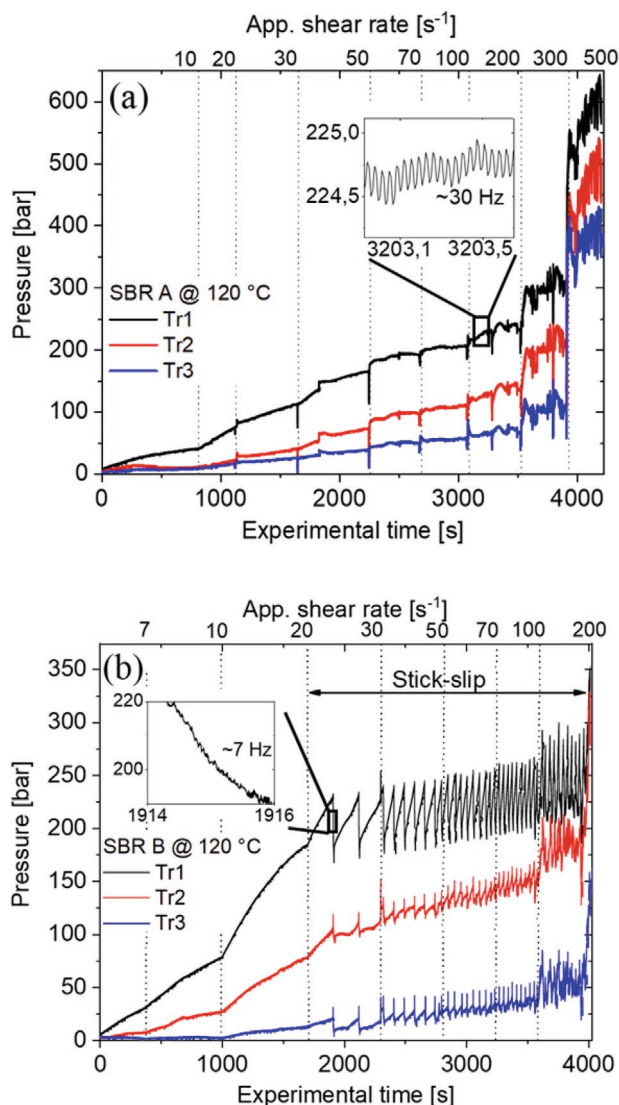 App. shear rate [s⁻¹]
10 20 30 50 70 100 300 500
(a)
600
500
400
300
200
100
0
Pressure [bar]
225,0
224,5
~30 Hz
3203,1 3203,5
SBR A @ 120 °C
Tr1
Tr2
Tr3
0 1000 2000 3000 4000
Experimental time [s]
App. shear rate [s⁻¹]
7 10 20 30 50 70 100 200
(b)
350
300
250
200
150
100
50
0
Pressure [bar]
Stick-slip
220
200
~7 Hz
1914 1916
SBR B @ 120 °C
Tr1
Tr2
Tr3
0 1000 2000 3000 4000
Experimental time [s]